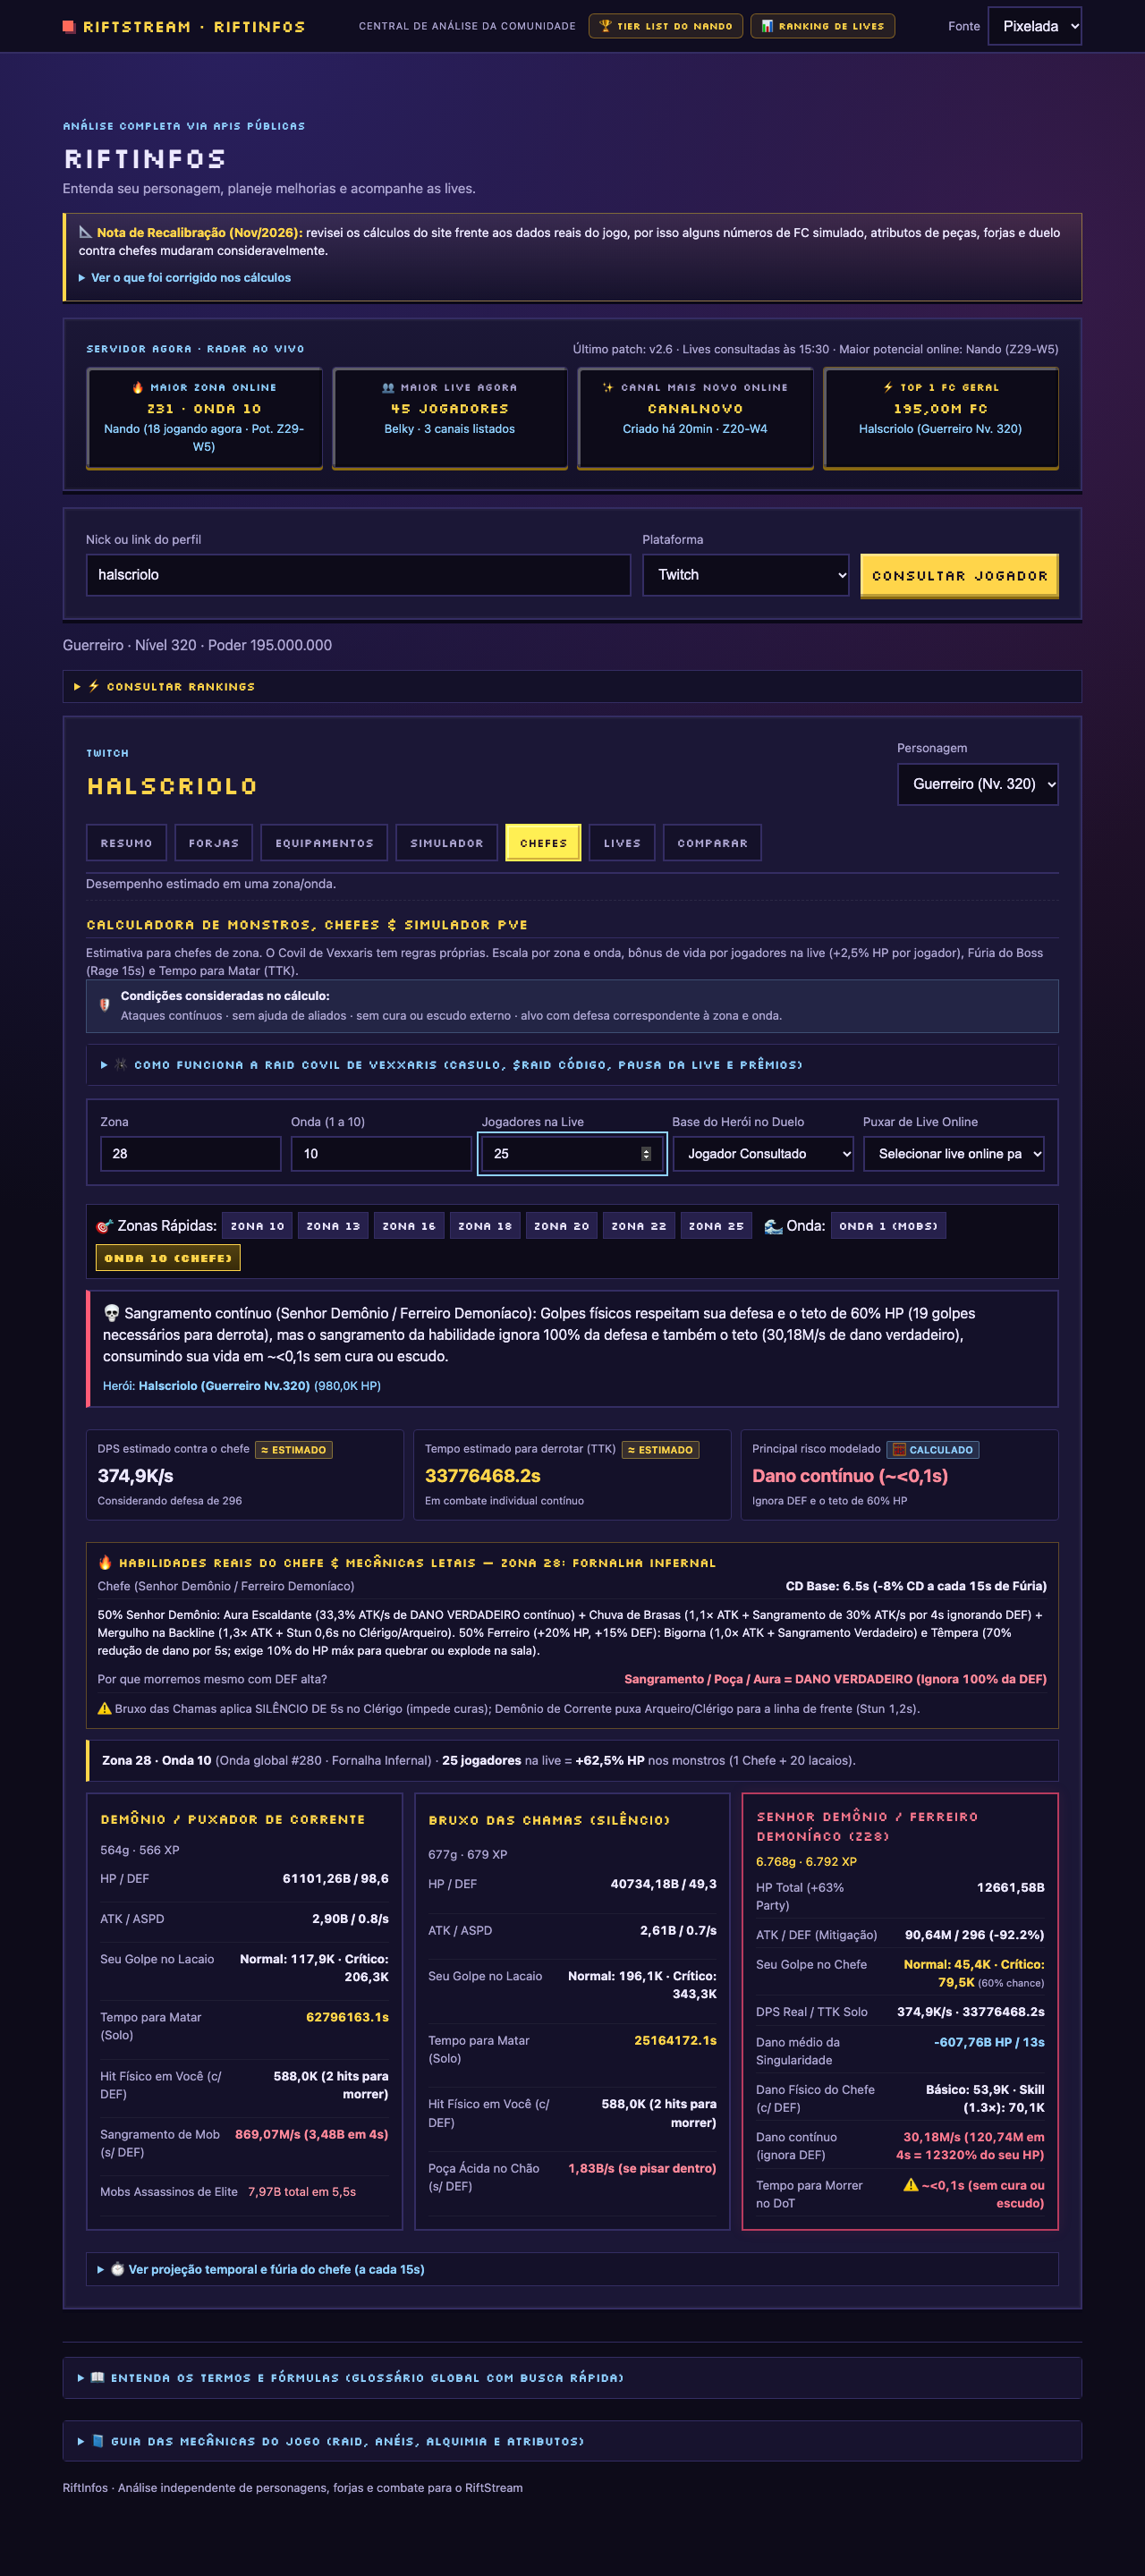 RIFTSTREAM · RIFTINFOS
CENTRAL DE ANÁLISE DA COMUNIDADE
🏆 TIER LIST DO NANDO
📊 RANKING DE LIVES
Fonte
Pixelada
ANÁLISE COMPLETA VIA APIS PÚBLICAS
RIFTINFOS
Entenda seu personagem, planeje melhorias e acompanhe as lives.
📐 Nota de Recalibração (Nov/2026): revisei os cálculos do site frente aos dados reais do jogo, por isso alguns números de FC simulado, atributos de peças, forjas e duelo
contra chefes mudaram consideravelmente.
▶ Ver o que foi corrigido nos cálculos
SERVIDOR AGORA · RADAR AO VIVO
Último patch: v2.6 · Lives consultadas às 15:30 · Maior potencial online: Nando (Z29-W5)
🔥 MAIOR ZONA ONLINE
Z31 · ONDA 10
Nando (18 jogando agora · Pot. Z29-
W5)
👥 MAIOR LIVE AGORA
45 JOGADORES
Belky · 3 canais listados
✨ CANAL MAIS NOVO ONLINE
CANALNOVO
Criado há 20min · Z20-W4
⚡ TOP 1 FC GERAL
195,00M FC
Halscriolo (Guerreiro Nv. 320)
Nick ou link do perfil
halscriolo
Plataforma
Twitch
CONSULTAR JOGADOR
Guerreiro · Nível 320 · Poder 195.000.000
▶ ⚡ CONSULTAR RANKINGS
TWITCH
HALSCRIOLO
Personagem
Guerreiro (Nv. 320)
RESUMO
FORJAS
EQUIPAMENTOS
SIMULADOR
CHEFES
LIVES
COMPARAR
Desempenho estimado em uma zona/onda.
CALCULADORA DE MONSTROS, CHEFES & SIMULADOR PVE
Estimativa para chefes de zona. O Covil de Vexxaris tem regras próprias. Escala por zona e onda, bônus de vida por jogadores na live (+2,5% HP por jogador), Fúria do Boss
(Rage 15s) e Tempo para Matar (TTK).
Condições consideradas no cálculo:
Ataques contínuos · sem ajuda de aliados · sem cura ou escudo externo · alvo com defesa correspondente à zona e onda.
▶ 🕷 COMO FUNCIONA A RAID COVIL DE VEXXARIS (CASULO, $RAID CÓDIGO, PAUSA DA LIVE E PRÊMIOS)
Zona
28
Onda (1 a 10)
10
Jogadores na Live
25
Base do Herói no Duelo
Jogador Consultado
Puxar de Live Online
Selecionar live online pa
🎯 Zonas Rápidas: ZONA 10 ZONA 13 ZONA 16 ZONA 18 ZONA 20 ZONA 22 ZONA 25 🌊 Onda: ONDA 1 (MOBS)
ONDA 10 (CHEFE)
💀 Sangramento contínuo (Senhor Demônio / Ferreiro Demoníaco): Golpes físicos respeitam sua defesa e o teto de 60% HP (19 golpes
necessários para derrota), mas o sangramento da habilidade ignora 100% da defesa e também o teto (30,18M/s de dano verdadeiro),
consumindo sua vida em ~<0,1s sem cura ou escudo.
Herói: Halscriolo (Guerreiro Nv.320) (980,0K HP)
DPS estimado contra o chefe ≈ ESTIMADO
374,9K/s
Considerando defesa de 296
Tempo estimado para derrotar (TTK) ≈ ESTIMADO
33776468.2s
Em combate individual contínuo
Principal risco modelado 🧮 CALCULADO
Dano contínuo (~<0,1s)
Ignora DEF e o teto de 60% HP
🔥 HABILIDADES REAIS DO CHEFE & MECÂNICAS LETAIS — ZONA 28: FORNALHA INFERNAL
Chefe (Senhor Demônio / Ferreiro Demoníaco)
CD Base: 6.5s (-8% CD a cada 15s de Fúria)
50% Senhor Demônio: Aura Escaldante (33,3% ATK/s de DANO VERDADEIRO contínuo) + Chuva de Brasas (1,1× ATK + Sangramento de 30% ATK/s por 4s ignorando DEF) +
Mergulho na Backline (1,3× ATK + Stun 0,6s no Clérigo/Arqueiro). 50% Ferreiro (+20% HP, +15% DEF): Bigorna (1,0× ATK + Sangramento Verdadeiro) e Têmpera (70%
redução de dano por 5s; exige 10% do HP máx para quebrar ou explode na sala).
Por que morremos mesmo com DEF alta?
Sangramento / Poça / Aura = DANO VERDADEIRO (Ignora 100% da DEF)
⚠️ Bruxo das Chamas aplica SILÊNCIO DE 5s no Clérigo (impede curas); Demônio de Corrente puxa Arqueiro/Clérigo para a linha de frente (Stun 1,2s).
Zona 28 · Onda 10 (Onda global #280 · Fornalha Infernal) · 25 jogadores na live = +62,5% HP nos monstros (1 Chefe + 20 lacaios).
DEMÔNIO / PUXADOR DE CORRENTE
564g · 566 XP
HP / DEF
61101,26B / 98,6
ATK / ASPD
2,90B / 0.8/s
Seu Golpe no Lacaio
Normal: 117,9K · Crítico:
206,3K
Tempo para Matar
(Solo)
62796163.1s
Hit Físico em Você (c/
DEF)
588,0K (2 hits para
morrer)
Sangramento de Mob
(s/ DEF)
869,07M/s (3,48B em 4s)
Mobs Assassinos de Elite
7,97B total em 5,5s
BRUXO DAS CHAMAS (SILÊNCIO)
677g · 679 XP
HP / DEF
40734,18B / 49,3
ATK / ASPD
2,61B / 0.7/s
Seu Golpe no Lacaio
Normal: 196,1K · Crítico:
343,3K
Tempo para Matar
(Solo)
25164172.1s
Hit Físico em Você (c/
DEF)
588,0K (2 hits para
morrer)
Poça Ácida no Chão
(s/ DEF)
1,83B/s (se pisar dentro)
SENHOR DEMÔNIO / FERREIRO
DEMONÍACO (Z28)
6.768g · 6.792 XP
HP Total (+63%
Party)
12661,58B
ATK / DEF (Mitigação)
90,64M / 296 (-92.2%)
Seu Golpe no Chefe
Normal: 45,4K · Crítico:
79,5K (60% chance)
DPS Real / TTK Solo
374,9K/s · 33776468.2s
Dano médio da
Singularidade
-607,76B HP / 13s
Dano Físico do Chefe
(c/ DEF)
Básico: 53,9K · Skill
(1.3×): 70,1K
Dano contínuo
(ignora DEF)
30,18M/s (120,74M em
4s = 12320% do seu HP)
Tempo para Morrer
no DoT
⚠️ ~<0,1s (sem cura ou
escudo)
▶ ⏱️ Ver projeção temporal e fúria do chefe (a cada 15s)
▶ 📖 ENTENDA OS TERMOS E FÓRMULAS (GLOSSÁRIO GLOBAL COM BUSCA RÁPIDA)
▶ 📘 GUIA DAS MECÂNICAS DO JOGO (RAID, ANÉIS, ALQUIMIA E ATRIBUTOS)
RiftInfos · Análise independente de personagens, forjas e combate para o RiftStream